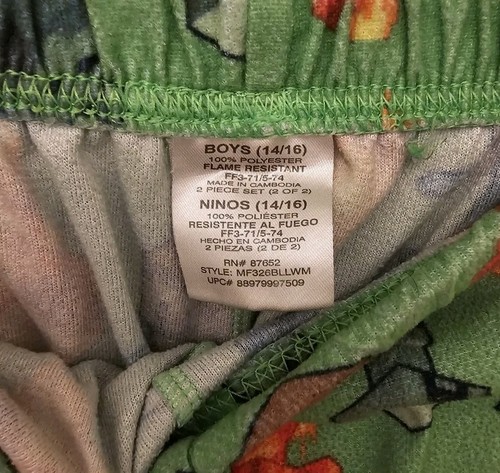 BOYS (14/16)
100% POLYESTER
FLAME RESISTANT
FF3-71/5-74
MADE IN CAMBODIA
2 PIECE SET (2 OF 2)
NINOS (14/16)
100% POLIÉSTER
RESISTENTE AL FUEGO
FF3-71/5-74
HECHO EN CAMBODIA
2 PIEZAS (2 DE 2)
RN# 87652
STYLE: MF326BLLWM
UPC# 88979997509